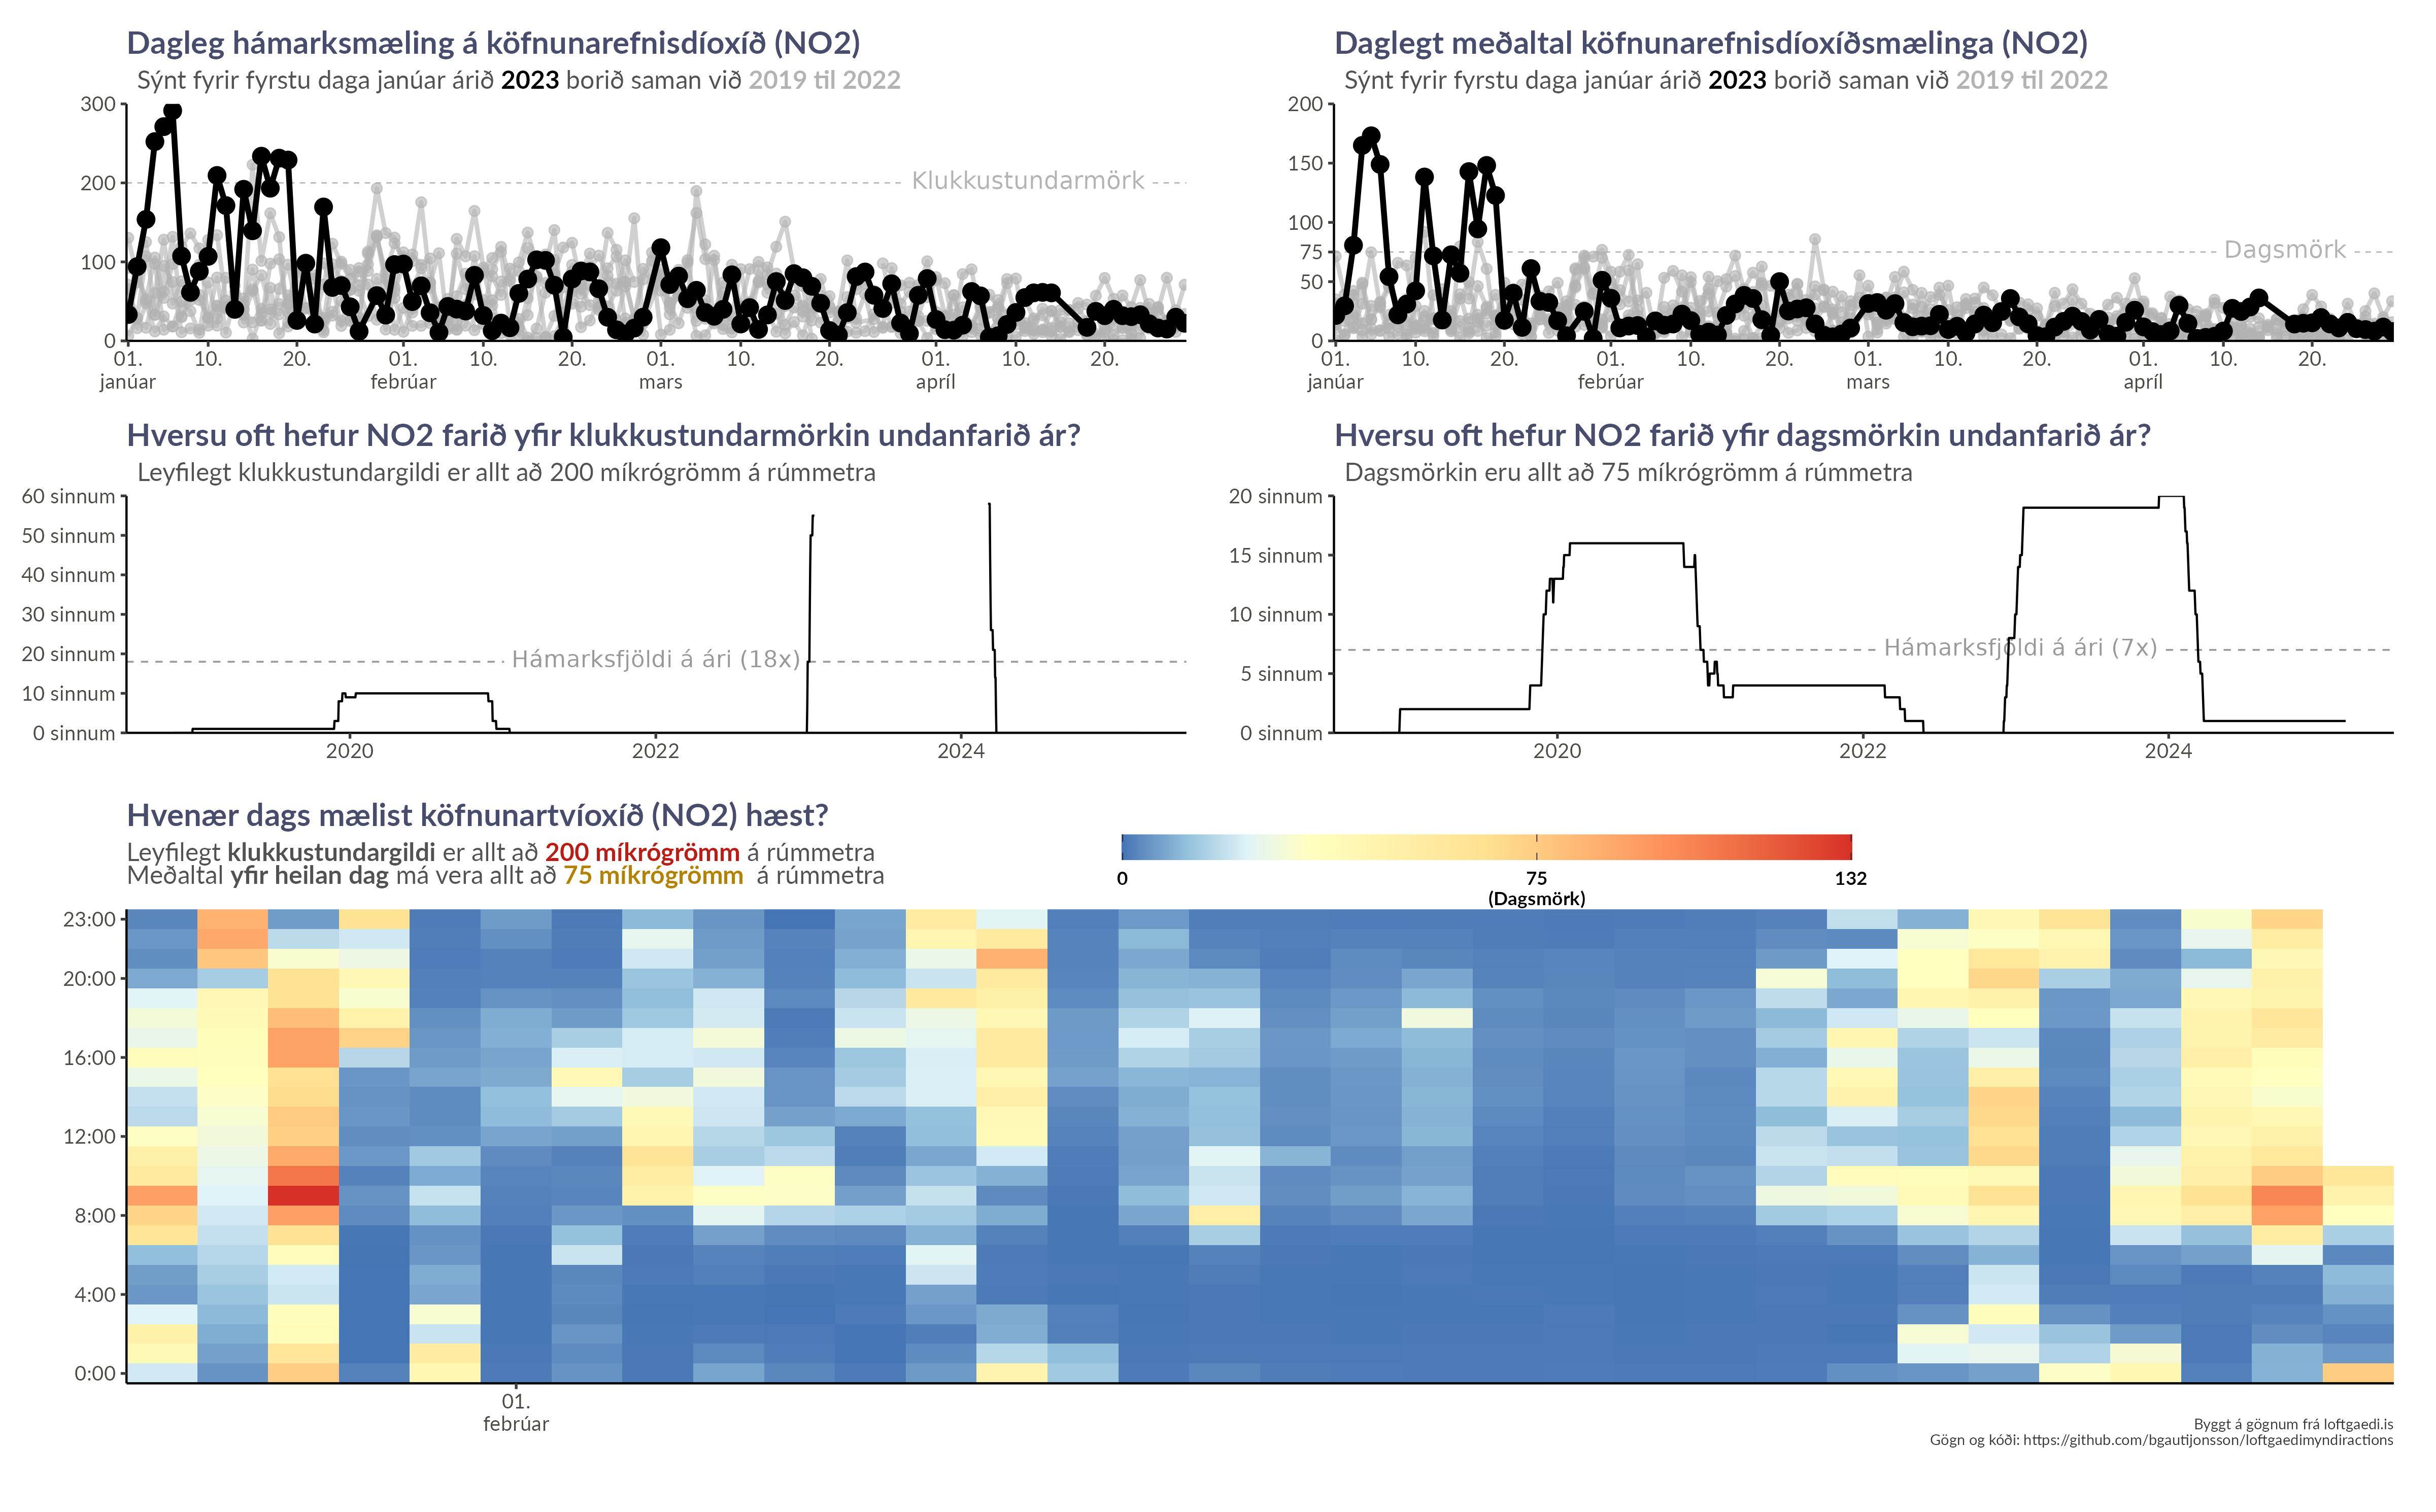 Dagleg hámarksmæling á köfnunarefnisdíoxíð (NO2)
Sýnt fyrir fyrstu daga janúar árið 2023 borið saman við 2019 til 2022
300
200
100
0
Klukkustundarmörk
01. 10. 20. 01. 10. 20. 01. 10. 20. 01. 10. 20.
janúar febrúar mars apríl
Daglegt meðaltal köfnunarefnisdíoxíðsmælinga (NO2)
Sýnt fyrir fyrstu daga janúar árið 2023 borið saman við 2019 til 2022
200
150
100
75
50
0
Dagsmörk
01. 10. 20. 01. 10. 20. 01. 10. 20. 01. 10. 20.
janúar febrúar mars apríl
Hversu oft hefur NO2 farið yfir klukkustundarmörkin undanfarið ár?
Leyfilegt klukkustundargildi er allt að 200 míkrógrömm á rúmmetra
60 sinnum
50 sinnum
40 sinnum
30 sinnum
20 sinnum
10 sinnum
0 sinnum
Hámarksfjöldi á ári (18x)
2020 2022 2024
Hversu oft hefur NO2 farið yfir dagsmörkin undanfarið ár?
Dagsmörkin eru allt að 75 míkrógrömm á rúmmetra
20 sinnum
15 sinnum
10 sinnum
5 sinnum
0 sinnum
Hámarksfjöldi á ári (7x)
2020 2022 2024
Hvenær dags mælist köfnunartvíoxíð (NO2) hæst?
Leyfilegt klukkustundargildi er allt að 200 míkrógrömm á rúmmetra
Meðaltal yfir heilan dag má vera allt að 75 míkrógrömm á rúmmetra
0 75 132
(Dagsmörk)
23:00
20:00
16:00
12:00
8:00
4:00
0:00
01.
febrúar
Byggt á gögnum frá loftgaedi.is
Gögn og kóði: https://github.com/bgautijonsson/loftgaedimyndiractions